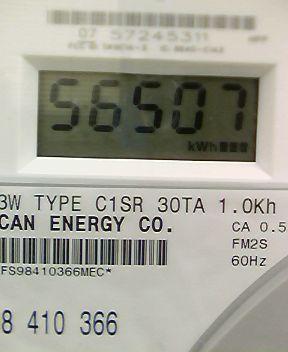 07 57245311
56507
kWh
3W TYPE C1SR 30TA 1.0Kh
CAN ENERGY CO.
CA 0.5
FM2S
60Hz
FS98410366MEC*
8 410 366